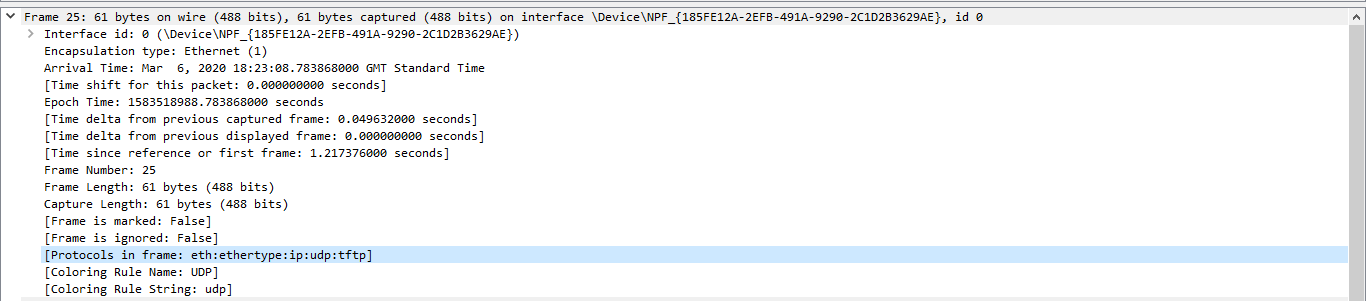 Frame 25: 61 bytes on wire (488 bits), 61 bytes captured (488 bits) on interface \Device\NPF_{185FE12A-2EFB-491A-9290-2C1D2B3629AE}, id 0
Interface id: 0 (\Device\NPF_{185FE12A-2EFB-491A-9290-2C1D2B3629AE})
Encapsulation type: Ethernet (1)
Arrival Time: Mar  6, 2020 18:23:08.783868000 GMT Standard Time
[Time shift for this packet: 0.000000000 seconds]
Epoch Time: 1583518988.783868000 seconds
[Time delta from previous captured frame: 0.049632000 seconds]
[Time delta from previous displayed frame: 0.000000000 seconds]
[Time since reference or first frame: 1.217376000 seconds]
Frame Number: 25
Frame Length: 61 bytes (488 bits)
Capture Length: 61 bytes (488 bits)
[Frame is marked: False]
[Frame is ignored: False]
[Protocols in frame: eth:ethertype:ip:udp:tftp]
[Coloring Rule Name: UDP]
[Coloring Rule String: udp]